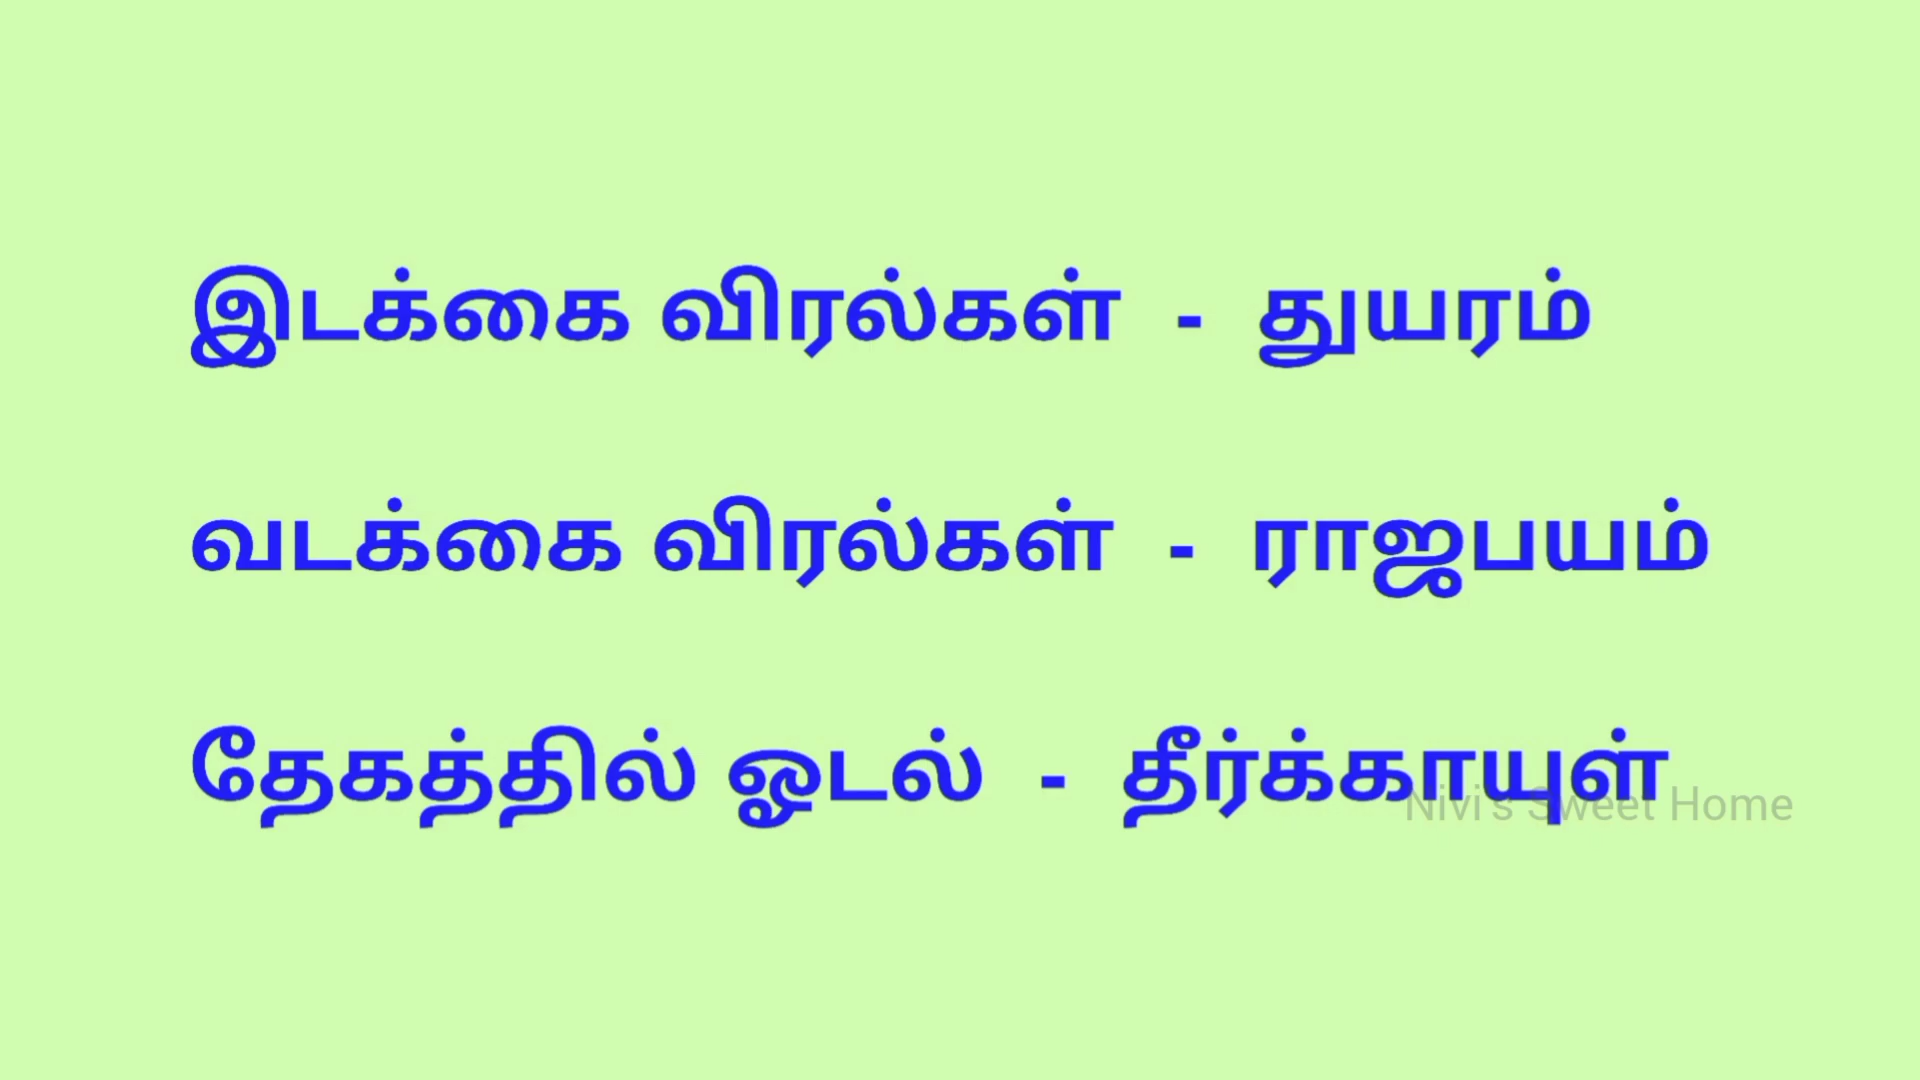 இடக்கை விரல்கள் - துயரம்
வடக்கை விரல்கள் - ராஜபயம்
தேகத்தில் ஓடல் - தீர்க்காயுள்
Nivi's Sweet Home